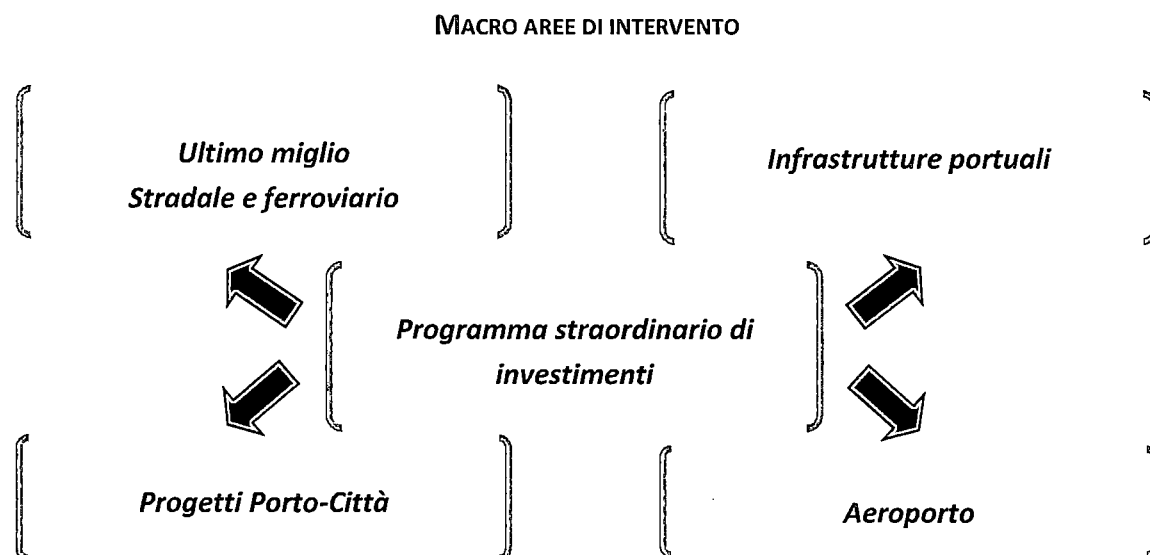 MACRO AREE DI INTERVENTO
Ultimo miglio
Stradale e ferroviario
Infrastrutture portuali
Programma straordinario di
investimenti
Progetti Porto-Città
Aeroporto